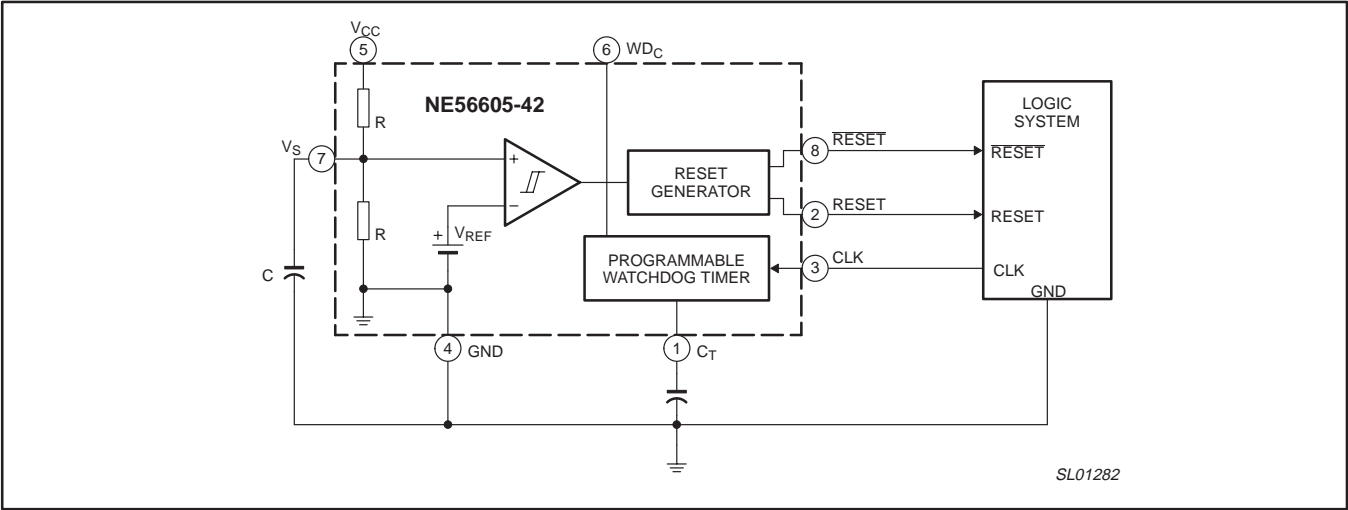 VCC
5
6 WDC
NE56605-42
R
VS
7
+
−
R
+ VREF
RESET
GENERATOR
PROGRAMMABLE
WATCHDOG TIMER
8 RESET
2 RESET
3 CLK
LOGIC
SYSTEM
RESET
RESET
CLK
GND
C
4 GND
1 CT
SL01282